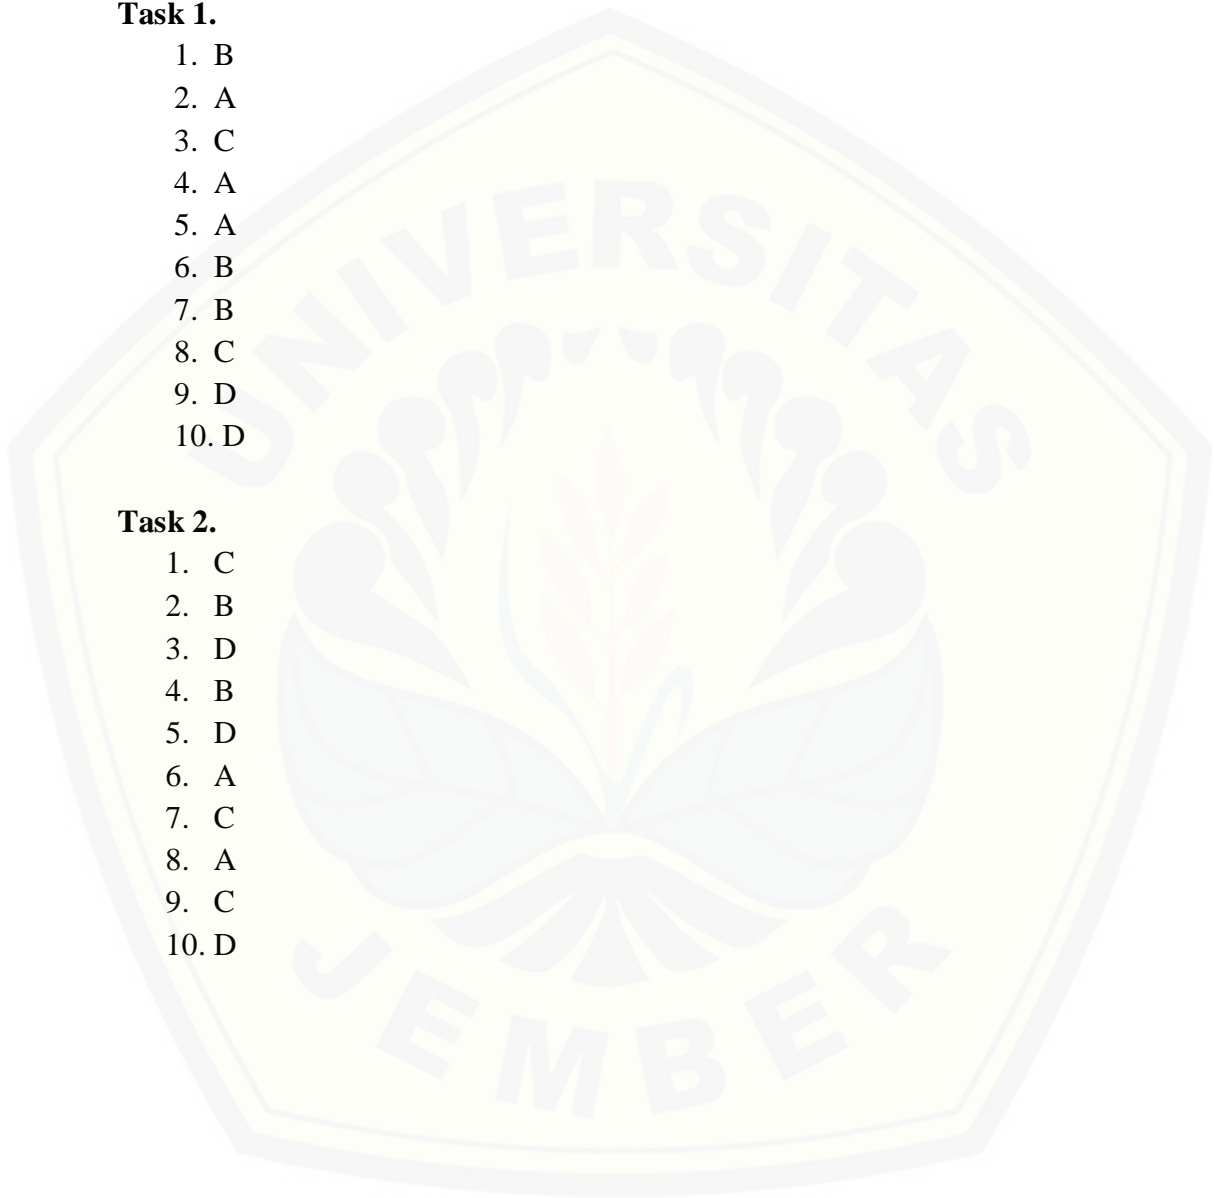 Task 1.
1. B
2. A
3. C
4. A
5. A
6. B
7. B
8. C
9. D
10. D
Task 2.
1. C
2. B
3. D
4. B
5. D
6. A
7. C
8. A
9. C
10. D
UNIVERSITAS
JEMBER